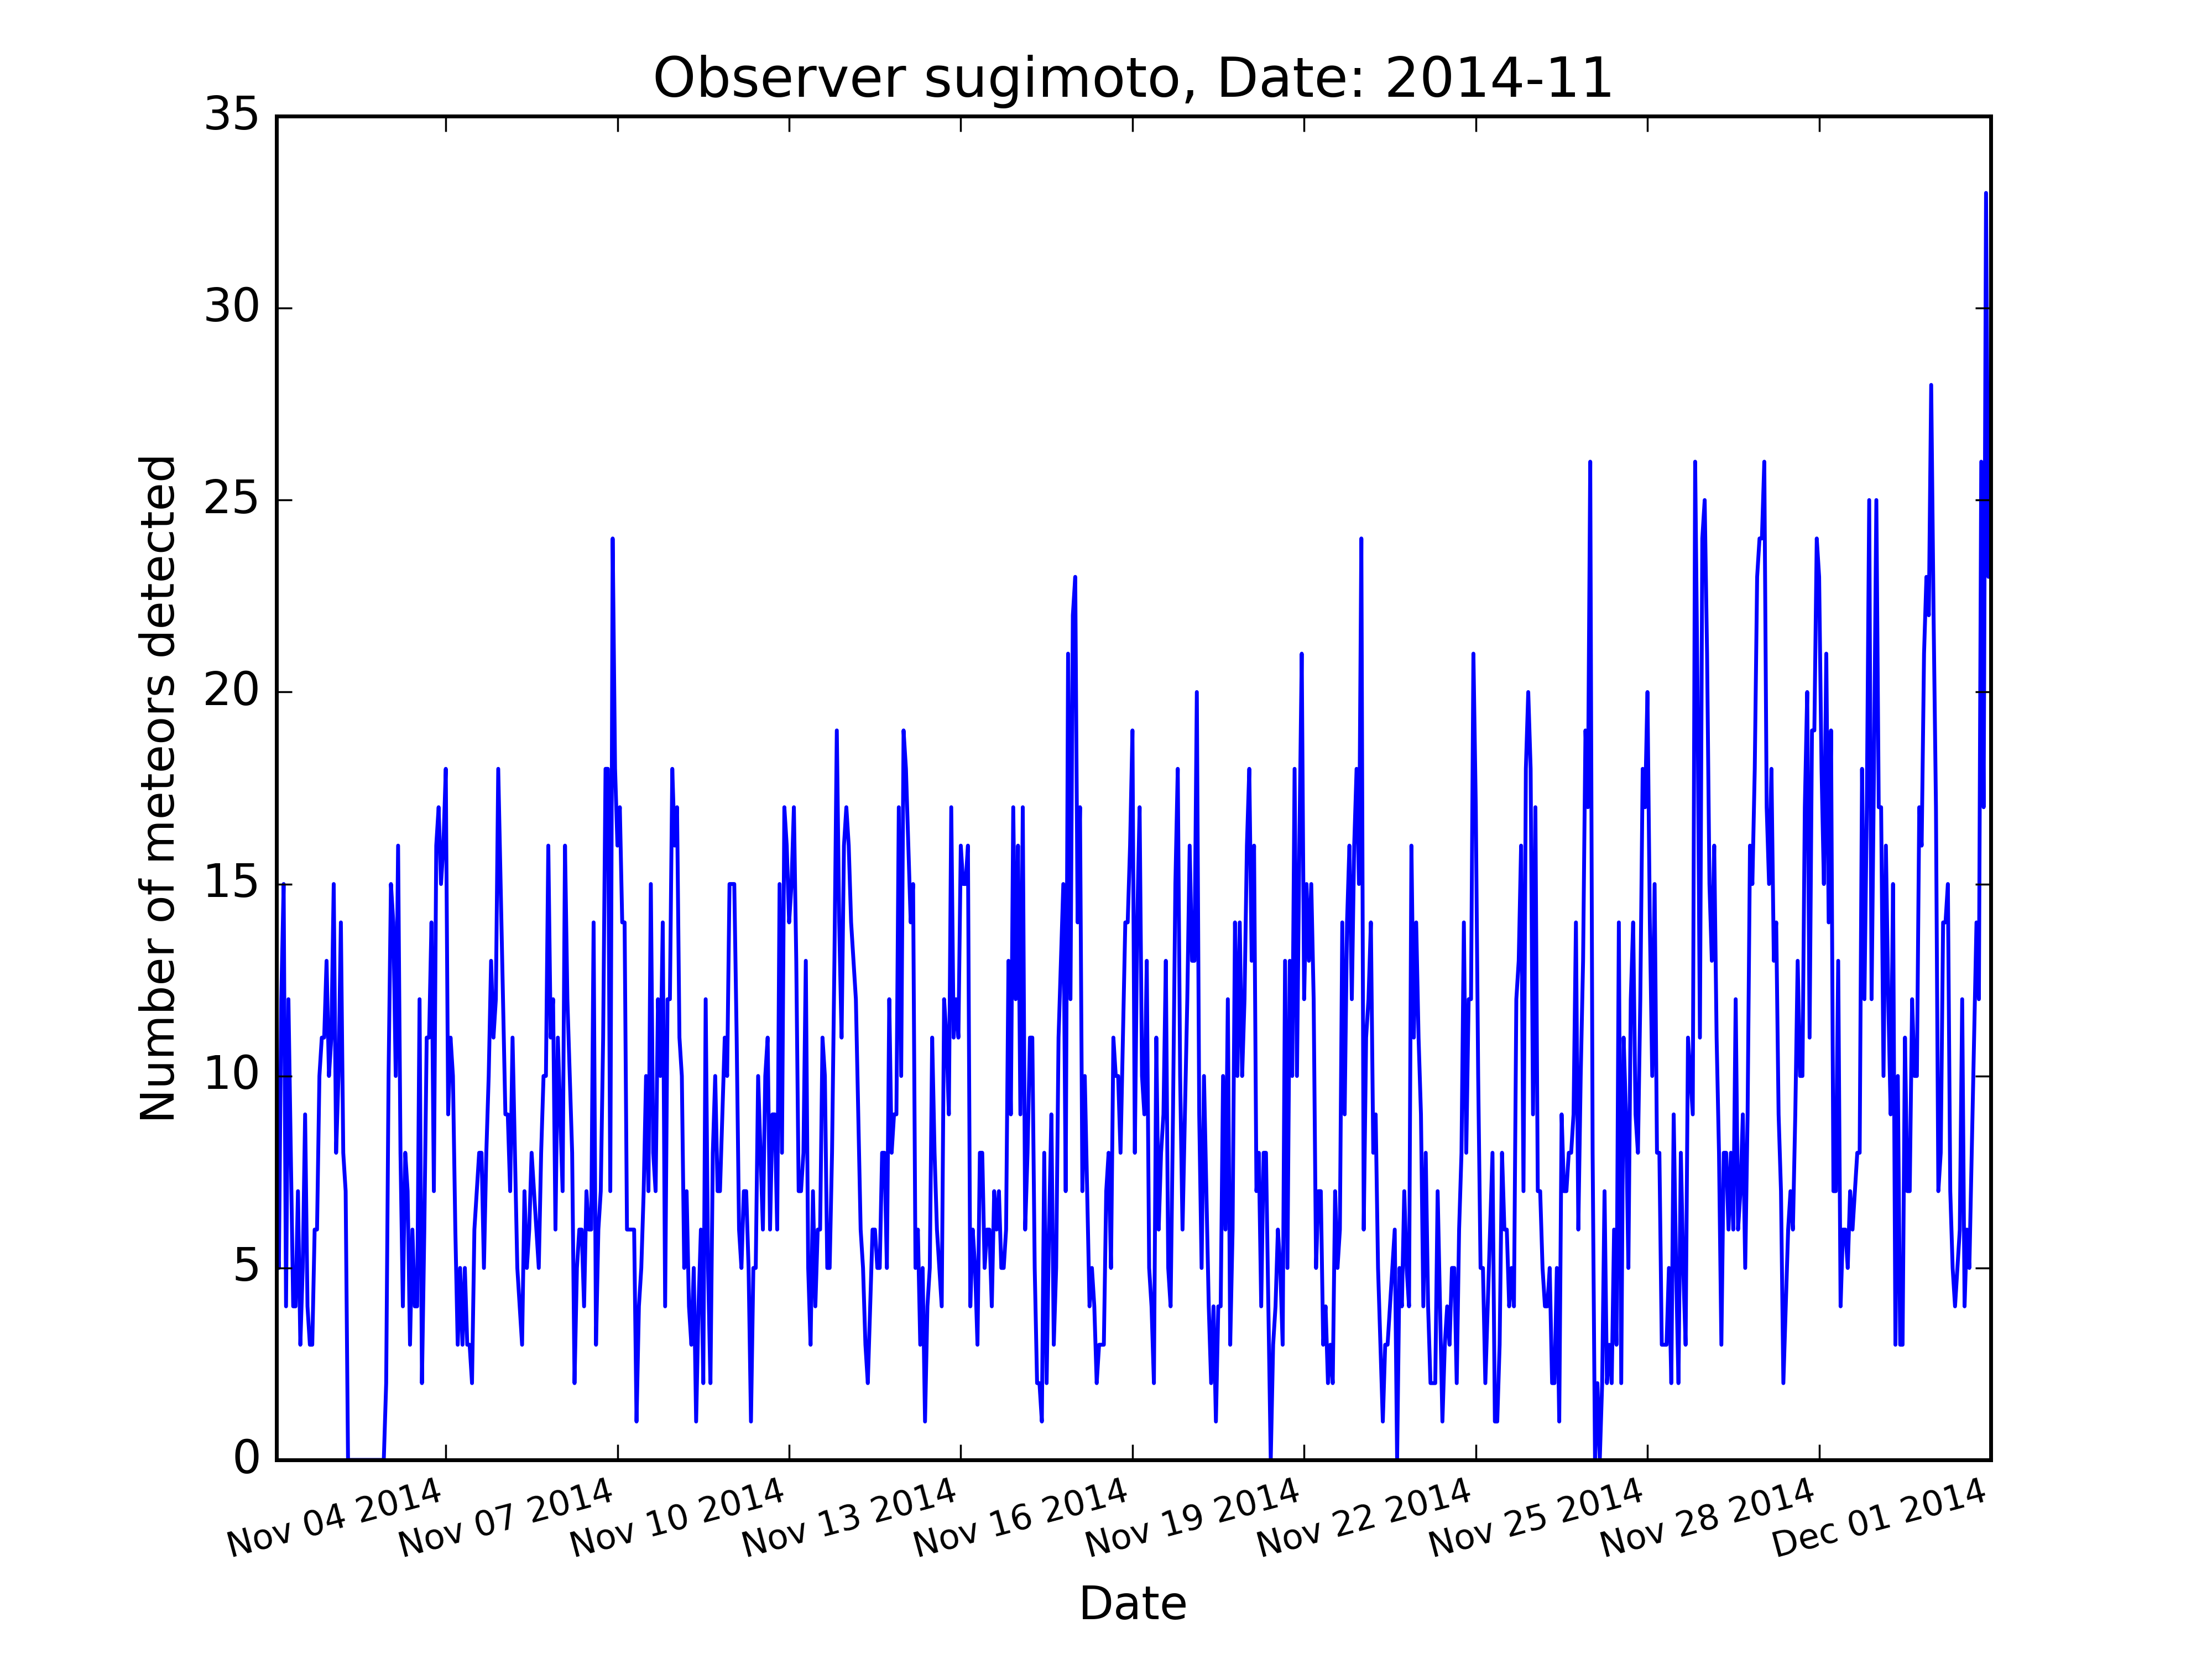 Observer sugimoto, Date: 2014-11
35
30
25
20
15
10
5
0
Number of meteors detected
Nov 04 2014
Nov 07 2014
Nov 10 2014
Nov 13 2014
Nov 16 2014
Nov 19 2014
Nov 22 2014
Nov 25 2014
Nov 28 2014
Dec 01 2014
Date